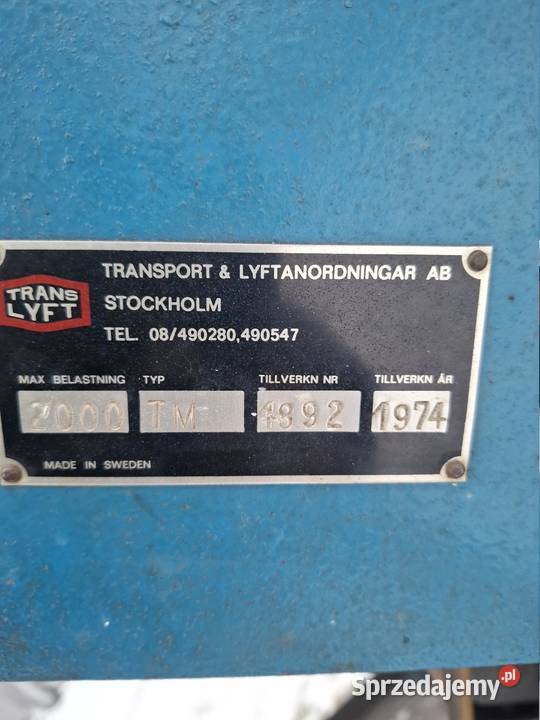 TRANSPORT & LYFTANORDNINGAR AB
TRANS
LYFT
STOCKHOLM
TEL. 08/490280,490547
MAX BELASTNING TYP TILLVERKN NR TILLVERKN ÅR
2000 TM 1892 1974
MADE IN SWEDEN
Sprzedajemy.pl